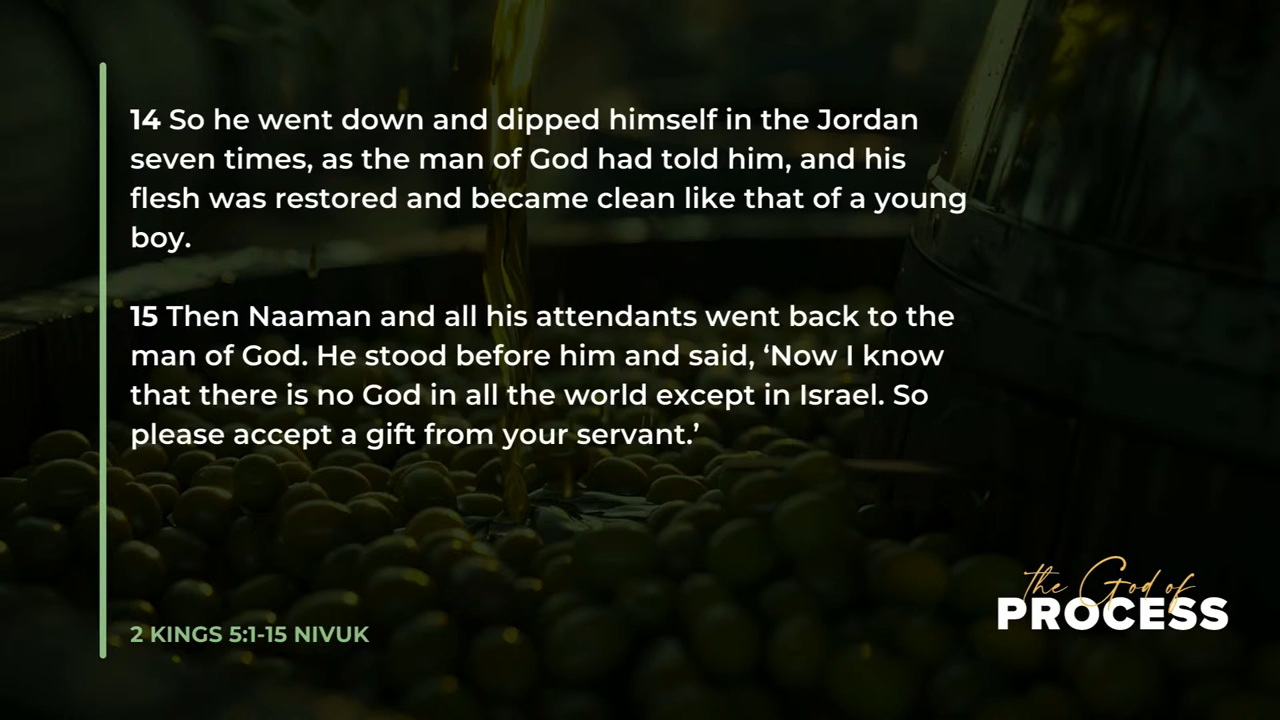 14 So he went down and dipped himself in the Jordan
seven times, as the man of God had told him, and his
flesh was restored and became clean like that of a young
boy.
15 Then Naaman and all his attendants went back to the
man of God. He stood before him and said, ‘Now I know
that there is no God in all the world except in Israel. So
please accept a gift from your servant.’
2 KINGS 5:1-15 NIVUK
the God of
PROCESS